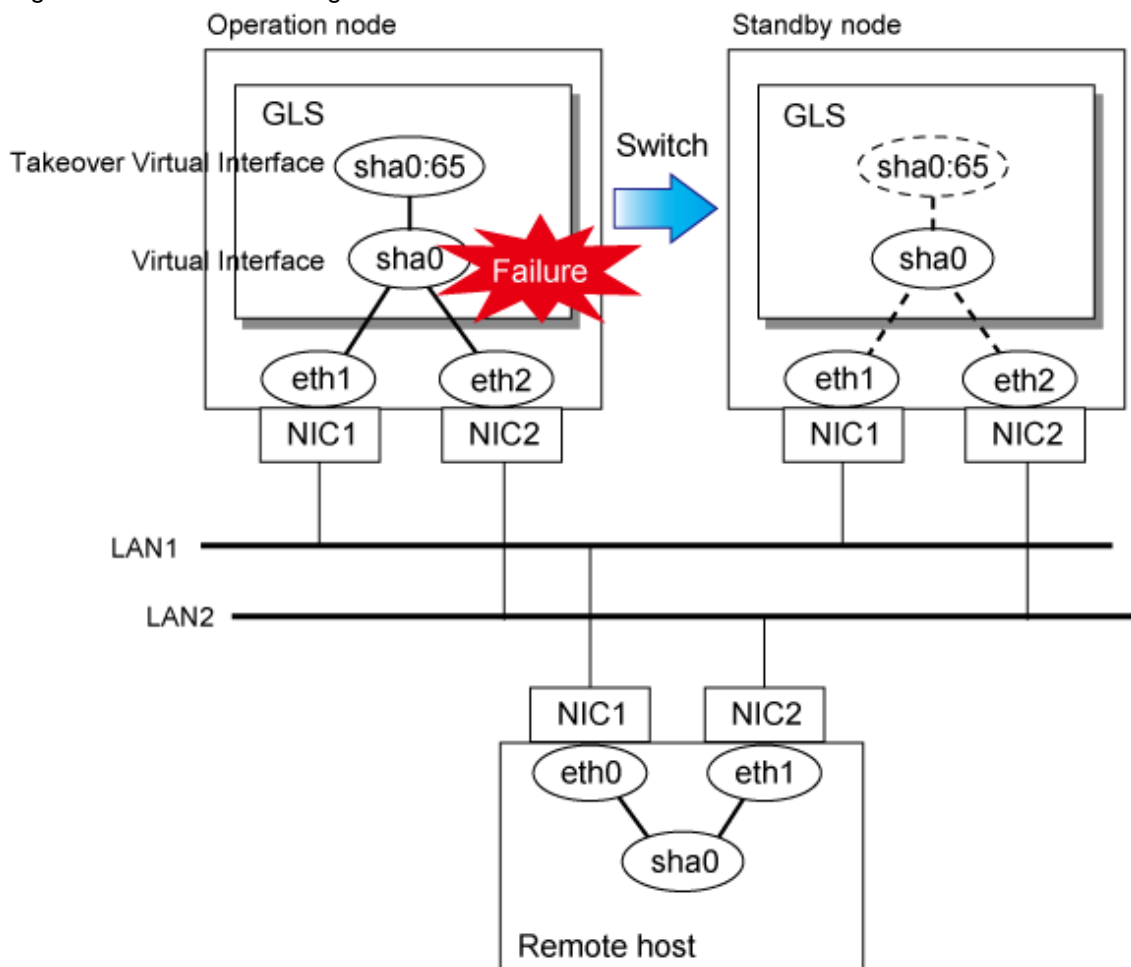 Operation node
Standby node
GLS
GLS
Switch
Takeover Virtual Interface
sha0:65
sha0:65
Virtual Interface
sha0
Failure
sha0
eth1
eth2
eth1
eth2
NIC1
NIC2
NIC1
NIC2
LAN1
LAN2
NIC1
NIC2
eth0
eth1
sha0
Remote host